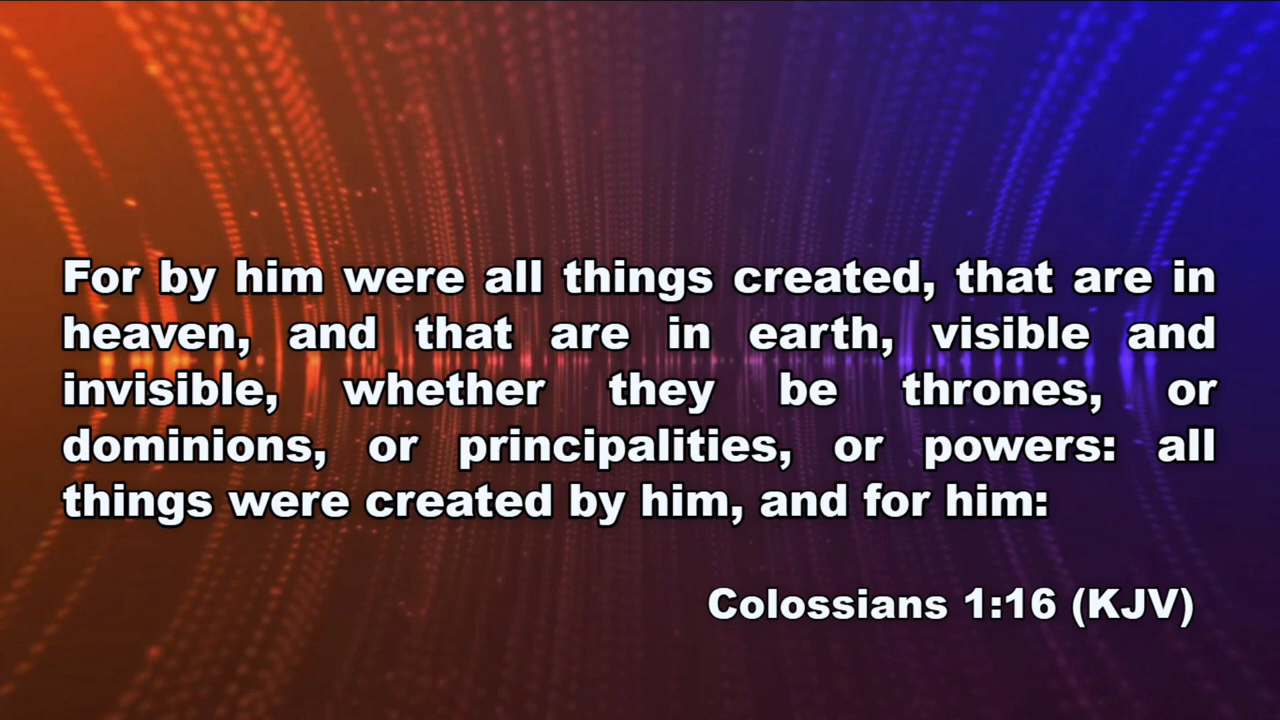 For by him were all things created, that are in
heaven, and that are in earth, visible and
invisible, whether they be thrones, or
dominions, or principalities, or powers: all
things were created by him, and for him:
Colossians 1:16 (KJV)